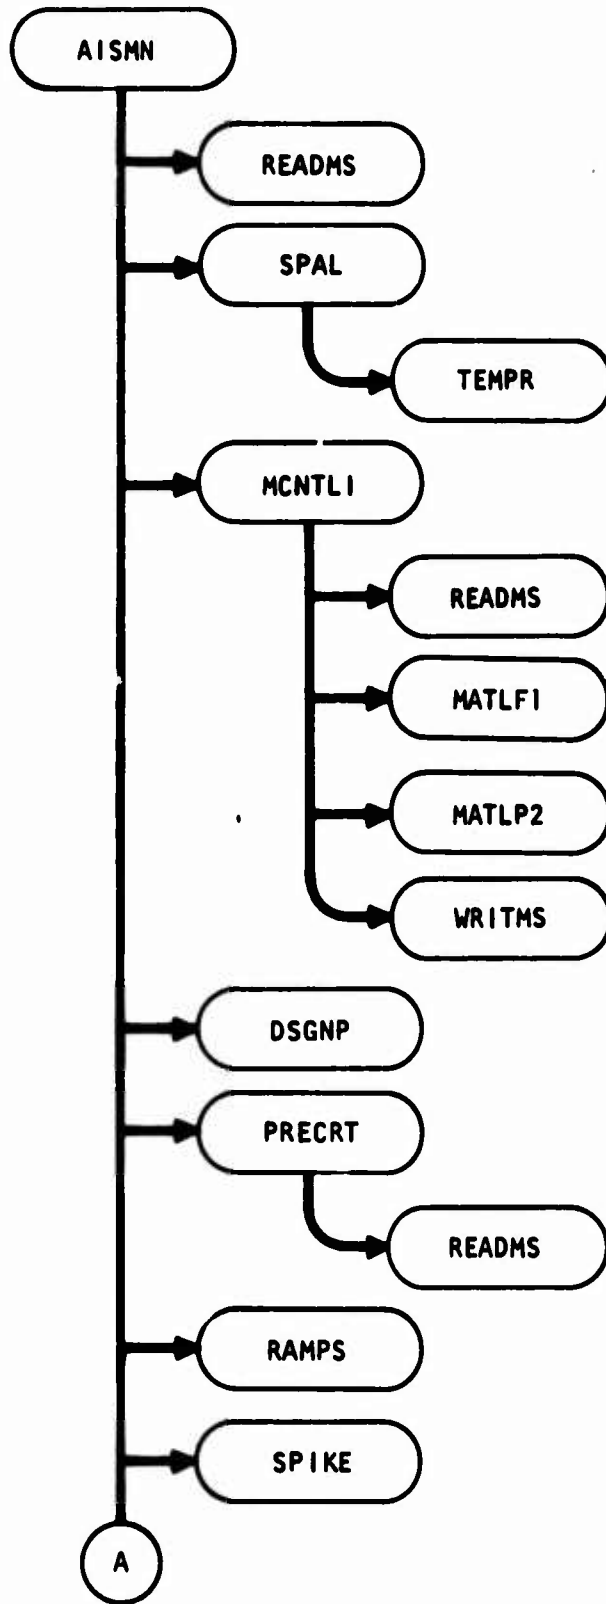 AISMN
READMS
SPAL
TEMPR
MCNTL1
READMS
MATLF1
MATLP2
WRITMS
DSGNP
PRECRT
READMS
RAMPS
SPIKE
A